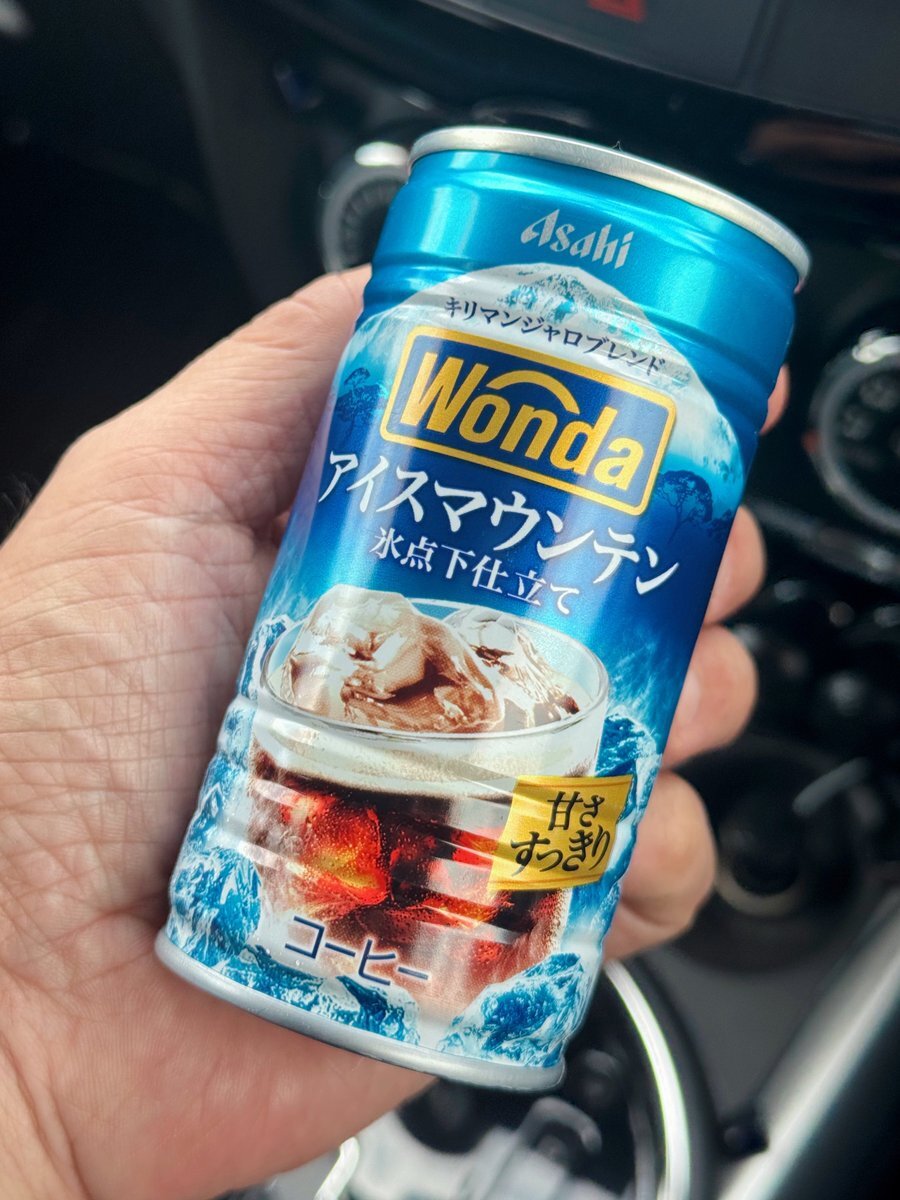 Asahi
キリマンジャロブレンド
Wonda
アイスマウンテン
氷点下仕立て
甘さ
すっきり
コーヒー